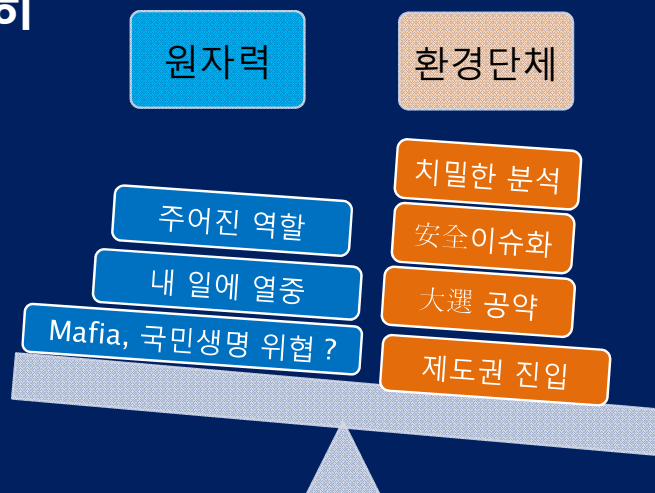 히
원자력
환경단체
주어진 역할
내 일에 열중
Mafia, 국민생명 위협 ?
치밀한 분석
安全이슈화
大選 공약
제도권 진입